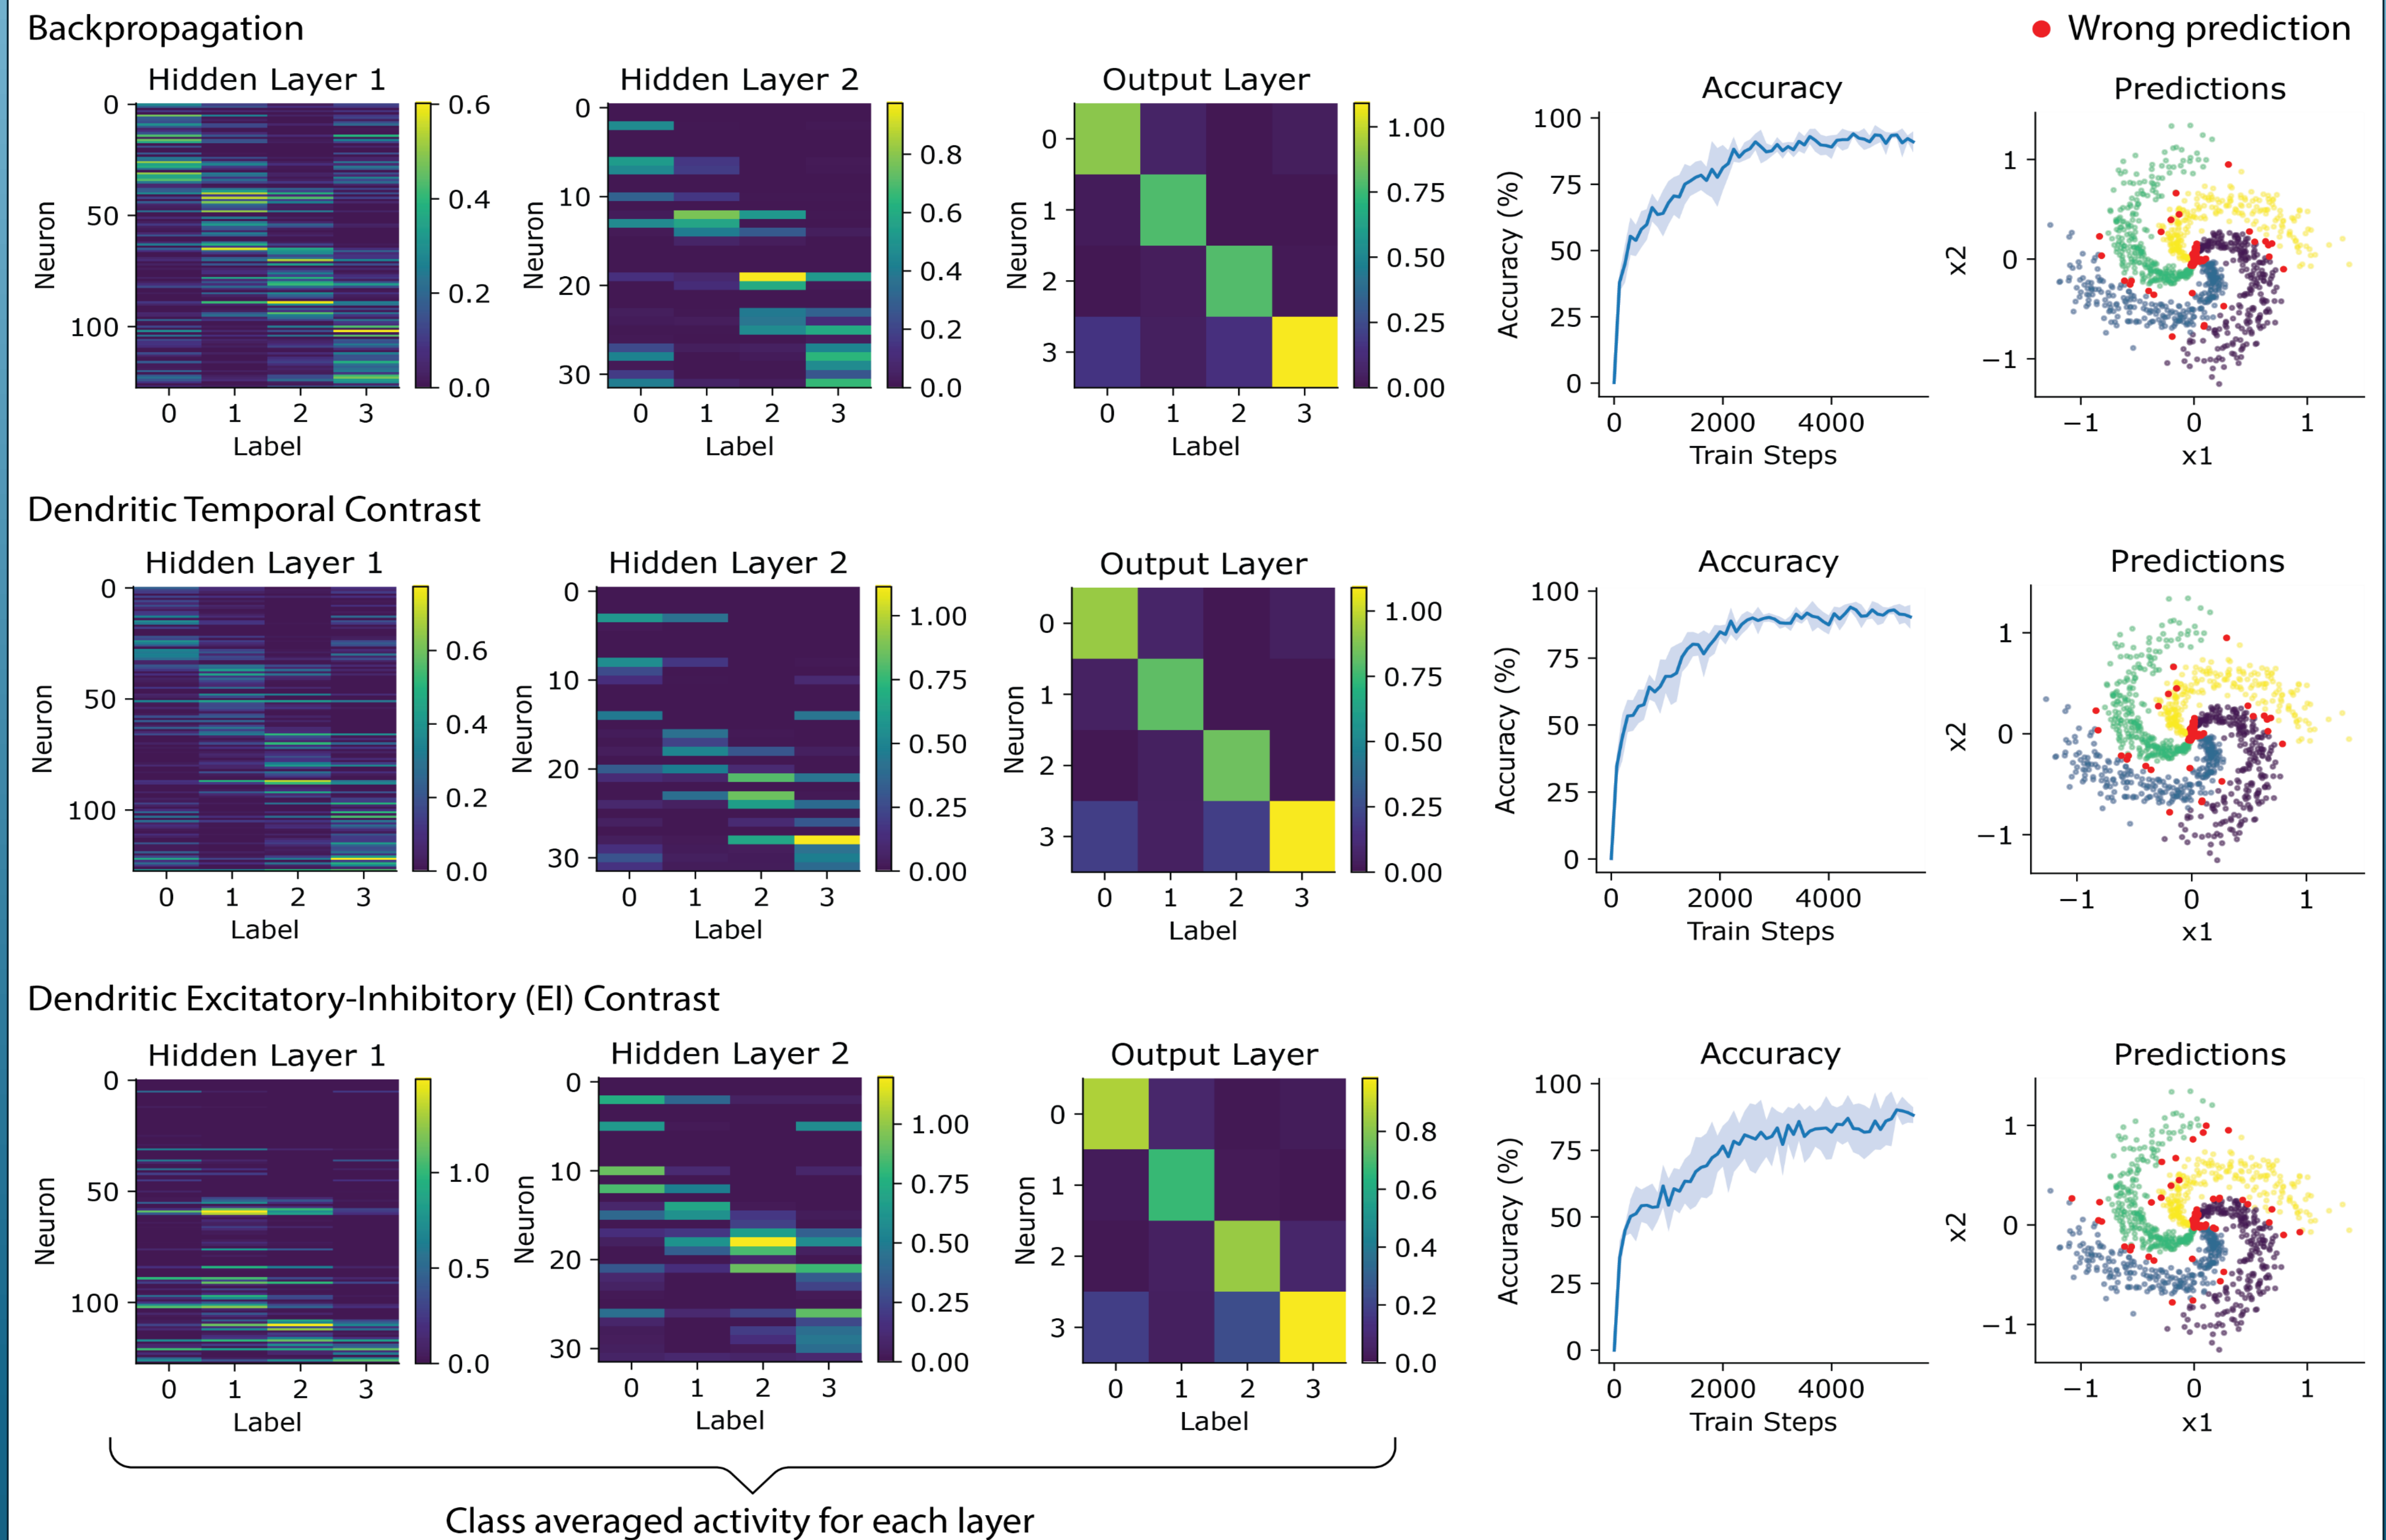 Backpropagation
Wrong prediction
Hidden Layer 1
Hidden Layer 2
Output Layer
Accuracy
Predictions
0
50
100
Neuron
0 1 2 3
Label
0.6
0.4
0.2
0.0
0
10
20
30
Neuron
0 1 2 3
Label
0.8
0.6
0.4
0.2
0.0
0
1
2
3
Neuron
0 1 2 3
Label
1.00
0.75
0.50
0.25
0.00
100
75
50
25
0
Accuracy (%)
0 2000 4000
Train Steps
1
0
−1
x2
−1 0 1
x1
Dendritic Temporal Contrast
Hidden Layer 1
Hidden Layer 2
Output Layer
Accuracy
Predictions
0
50
100
Neuron
0 1 2 3
Label
0.6
0.4
0.2
0.0
0
10
20
30
Neuron
0 1 2 3
Label
1.00
0.75
0.50
0.25
0.00
0
1
2
3
Neuron
0 1 2 3
Label
1.00
0.75
0.50
0.25
0.00
100
75
50
25
0
Accuracy (%)
0 2000 4000
Train Steps
1
0
−1
x2
−1 0 1
x1
Dendritic Excitatory-Inhibitory (EI) Contrast
Hidden Layer 1
Hidden Layer 2
Output Layer
Accuracy
Predictions
0
50
100
Neuron
0 1 2 3
Label
1.0
0.5
0.0
0
10
20
30
Neuron
0 1 2 3
Label
1.00
0.75
0.50
0.25
0.00
0
1
2
3
Neuron
0 1 2 3
Label
0.8
0.6
0.4
0.2
0.0
100
75
50
25
0
Accuracy (%)
0 2000 4000
Train Steps
1
0
−1
x2
−1 0 1
x1
Class averaged activity for each layer